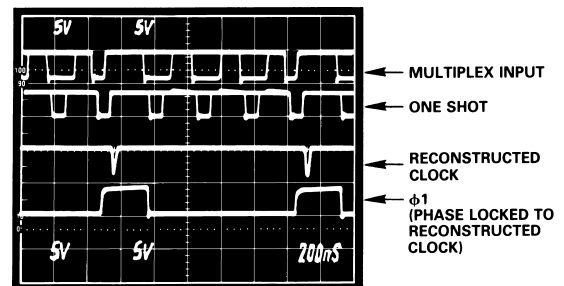 5V 5V
100
90
MULTIPLEX INPUT
ONE SHOT
RECONSTRUCTED
CLOCK
ϕ1
(PHASE LOCKED TO
RECONSTRUCTED
CLOCK)
0
5V 5V 200nS